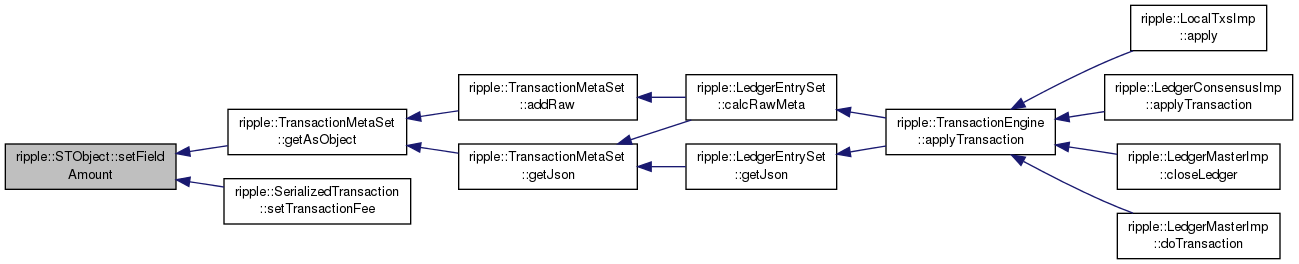 ripple::STObject::setField
Amount
ripple::TransactionMetaSet
::getAsObject
ripple::SerializedTransaction
::setTransactionFee
ripple::TransactionMetaSet
::addRaw
ripple::TransactionMetaSet
::getJson
ripple::LedgerEntrySet
::calcRawMeta
ripple::LedgerEntrySet
::getJson
ripple::TransactionEngine
::applyTransaction
ripple::LocalTxsImp
::apply
ripple::LedgerConsensusImp
::applyTransaction
ripple::LedgerMasterImp
::closeLedger
ripple::LedgerMasterImp
::doTransaction